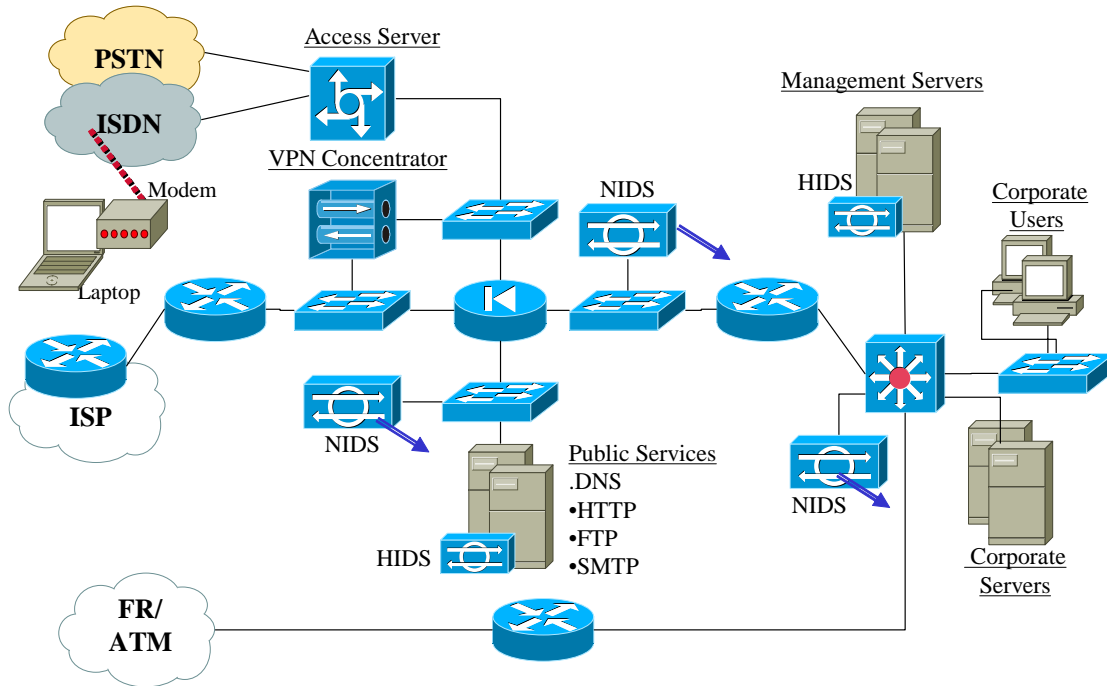 Access Server
PSTN
Management Servers
ISDN
VPN Concentrator
Modem
NIDS
HIDS
Corporate
Users
Laptop
ISP
NIDS
Public Services
.DNS
•HTTP
•FTP
•SMTP
NIDS
HIDS
Corporate
Servers
FR/
ATM